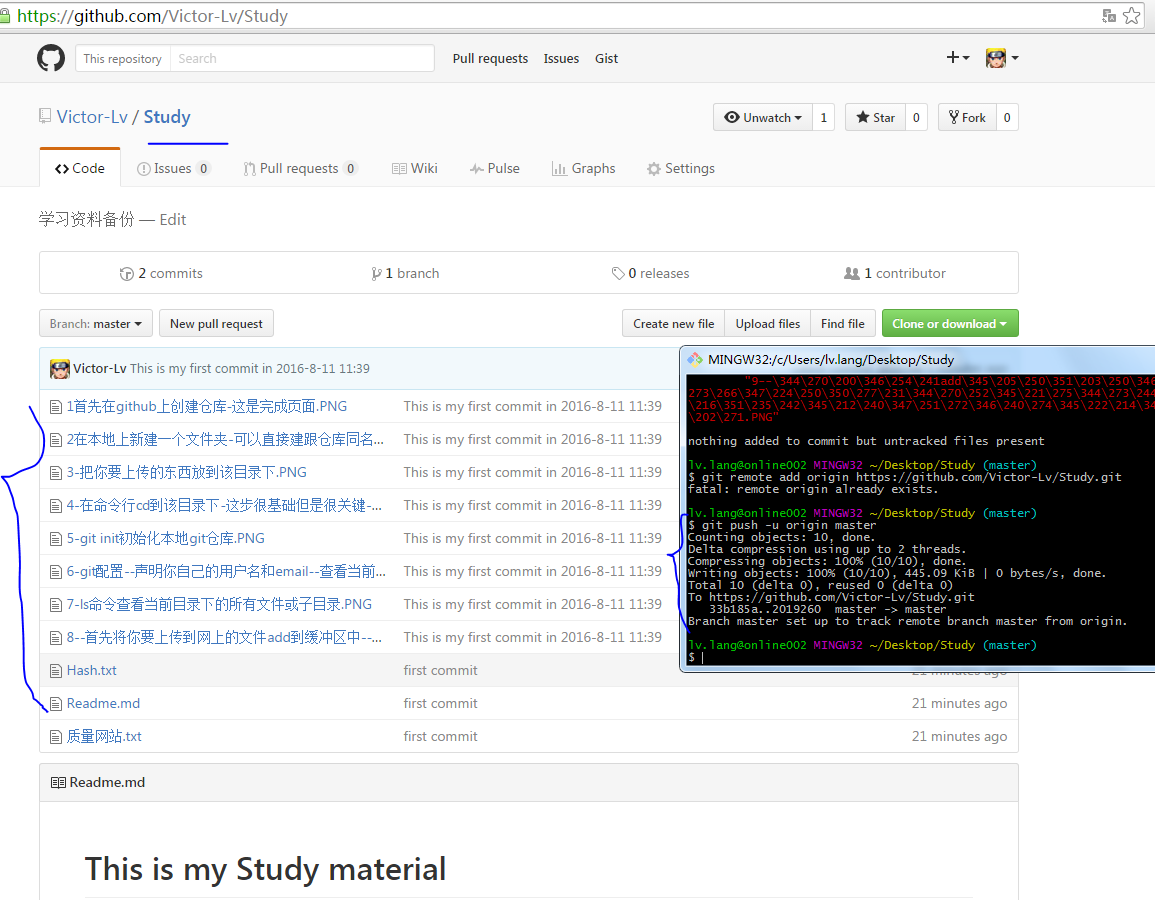 https://github.com/Victor-Lv/Study
This repository Search Pull requests Issues Gist
Victor-Lv / Study Unwatch 1 Star 0 Fork 0
Code Issues 0 Pull requests 0 Wiki Pulse Graphs Settings
学习资料备份 — Edit
2 commits 1 branch 0 releases 1 contributor
Branch: master New pull request Create new file Upload files Find file Clone or download
Victor-Lv This is my first commit in 2016-8-11 11:39
1首先在github上创建仓库-这是完成页面.PNG This is my first commit in 2016-8-11 11:39
2在本地上新建一个文件夹-可以直接建跟仓库同名... This is my first commit in 2016-8-11 11:39
3-把你要上传的东西放到该目录下.PNG This is my first commit in 2016-8-11 11:39
4-在命令行cd到该目录下-这步很基础但是很关键-... This is my first commit in 2016-8-11 11:39
5-git init初始化本地git仓库.PNG This is my first commit in 2016-8-11 11:39
6-git配置--声明你自己的用户名和email--查看当前... This is my first commit in 2016-8-11 11:39
7-ls命令查看当前目录下的所有文件或子目录.PNG This is my first commit in 2016-8-11 11:39
8--首先将你要上传到网上的文件add到缓冲区中--... This is my first commit in 2016-8-11 11:39
Hash.txt first commit 21 minutes ago
Readme.md first commit 21 minutes ago
质量网站.txt first commit 21 minutes ago
Readme.md
This is my Study material
MINGW32:/c/Users/lv.lang/Desktop/Study
"9--\344\270\200\346\254\241add\345\205\250\351\203\250\346
273\266\347\224\250\350\277\231\344\270\252\345\221\275\344\273\244
\216\351\235\242\345\212\240\347\251\272\346\240\274\345\222\214\34
\202\271.PNG"
nothing added to commit but untracked files present
lv.lang@online002 MINGW32 ~/Desktop/Study (master)
$ git remote add origin https://github.com/Victor-Lv/Study.git
fatal: remote origin already exists.
lv.lang@online002 MINGW32 ~/Desktop/Study (master)
$ git push -u origin master
Counting objects: 10, done.
Delta compression using up to 2 threads.
Compressing objects: 100% (10/10), done.
Writing objects: 100% (10/10), 445.09 KiB | 0 bytes/s, done.
Total 10 (delta 0), reused 0 (delta 0)
To https://github.com/Victor-Lv/Study.git
33b185a..2019260 master -> master
Branch master set up to track remote branch master from origin.
lv.lang@online002 MINGW32 ~/Desktop/Study (master)
$